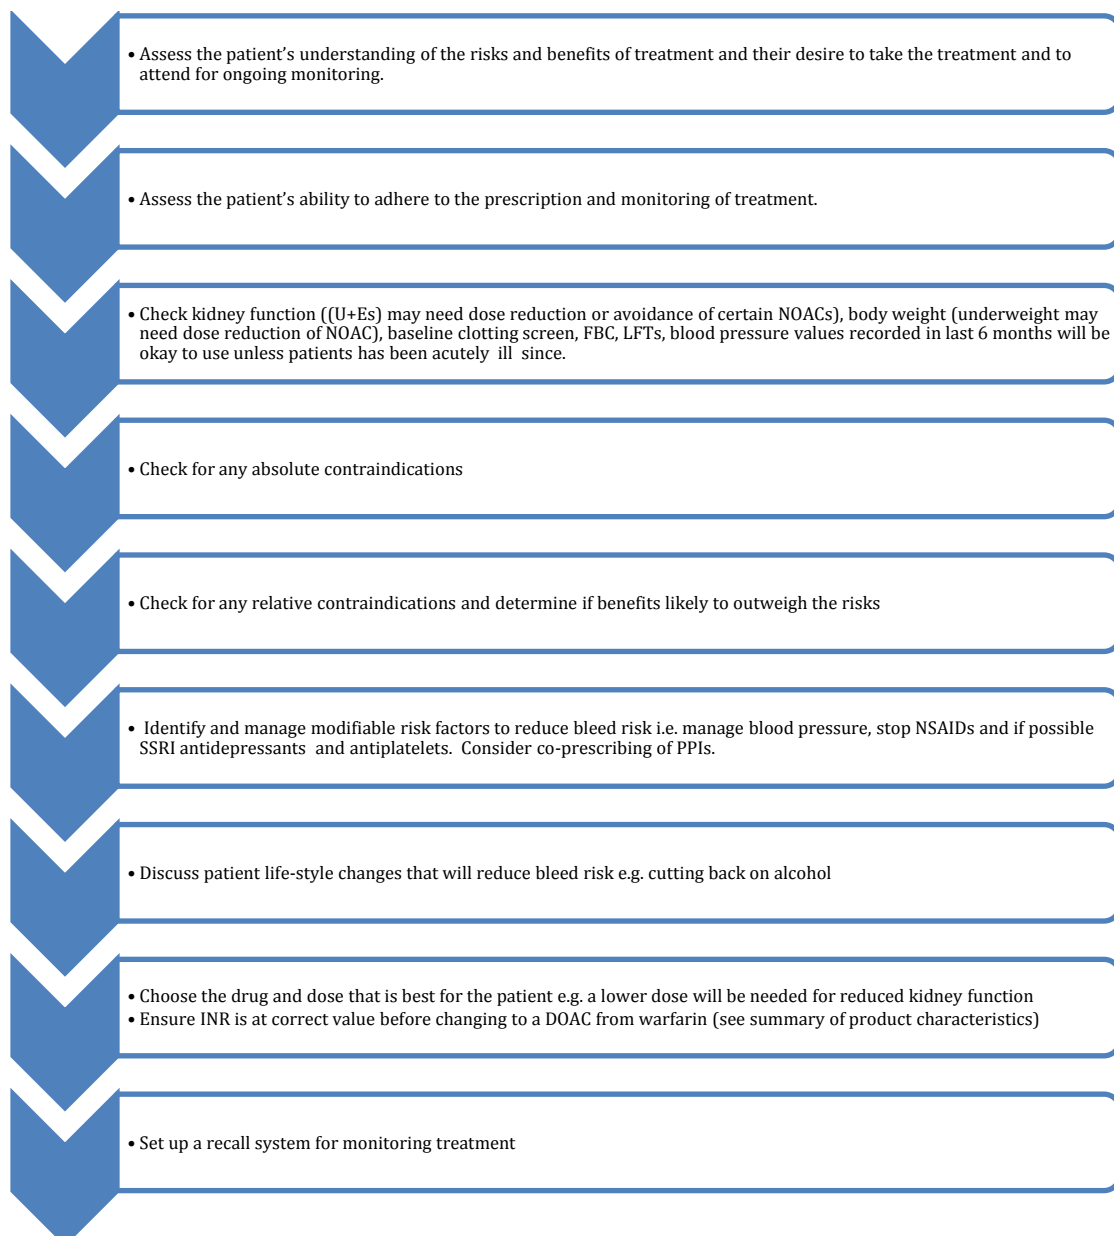 • Assess the patient’s understanding of the risks and benefits of treatment and their desire to take the treatment and to
attend for ongoing monitoring.
• Assess the patient’s ability to adhere to the prescription and monitoring of treatment.
• Check kidney function ((U+Es) may need dose reduction or avoidance of certain NOACs), body weight (underweight may
need dose reduction of NOAC), baseline clotting screen, FBC, LFTs, blood pressure values recorded in last 6 months will be
okay to use unless patients has been acutely ill since.
• Check for any absolute contraindications
• Check for any relative contraindications and determine if benefits likely to outweigh the risks
• Identify and manage modifiable risk factors to reduce bleed risk i.e. manage blood pressure, stop NSAIDs and if possible
SSRI antidepressants and antiplatelets. Consider co-prescribing of PPIs.
• Discuss patient life-style changes that will reduce bleed risk e.g. cutting back on alcohol
• Choose the drug and dose that is best for the patient e.g. a lower dose will be needed for reduced kidney function
• Ensure INR is at correct value before changing to a DOAC from warfarin (see summary of product characteristics)
• Set up a recall system for monitoring treatment